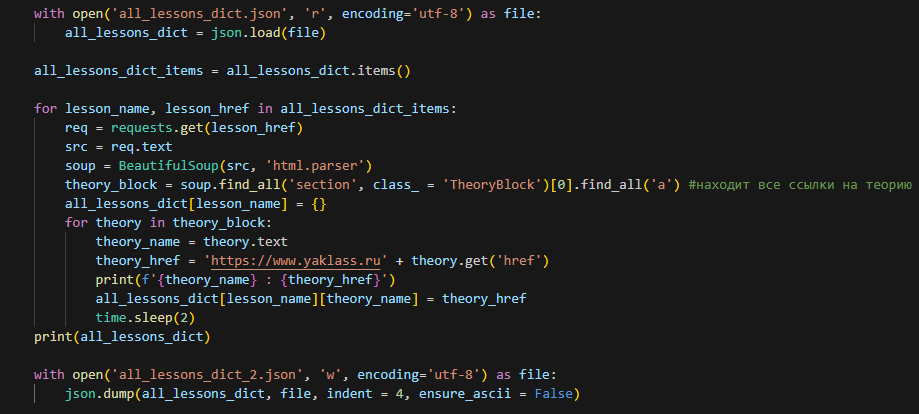 with open('all_lessons_dict.json', 'r', encoding='utf-8') as file:
    all_lessons_dict = json.load(file)

all_lessons_dict_items = all_lessons_dict.items()

for lesson_name, lesson_href in all_lessons_dict_items:
    req = requests.get(lesson_href)
    src = req.text
    soup = BeautifulSoup(src, 'html.parser')
    theory_block = soup.find_all('section', class_ = 'TheoryBlock')[0].find_all('a') #находит все ссылки на теорию
    all_lessons_dict[lesson_name] = {}
    for theory in theory_block:
        theory_name = theory.text
        theory_href = 'https://www.yaklass.ru' + theory.get('href')
        print(f'{theory_name} : {theory_href}')
        all_lessons_dict[lesson_name][theory_name] = theory_href
        time.sleep(2)
print(all_lessons_dict)

with open('all_lessons_dict_2.json', 'w', encoding='utf-8') as file:
    json.dump(all_lessons_dict, file, indent = 4, ensure_ascii = False)